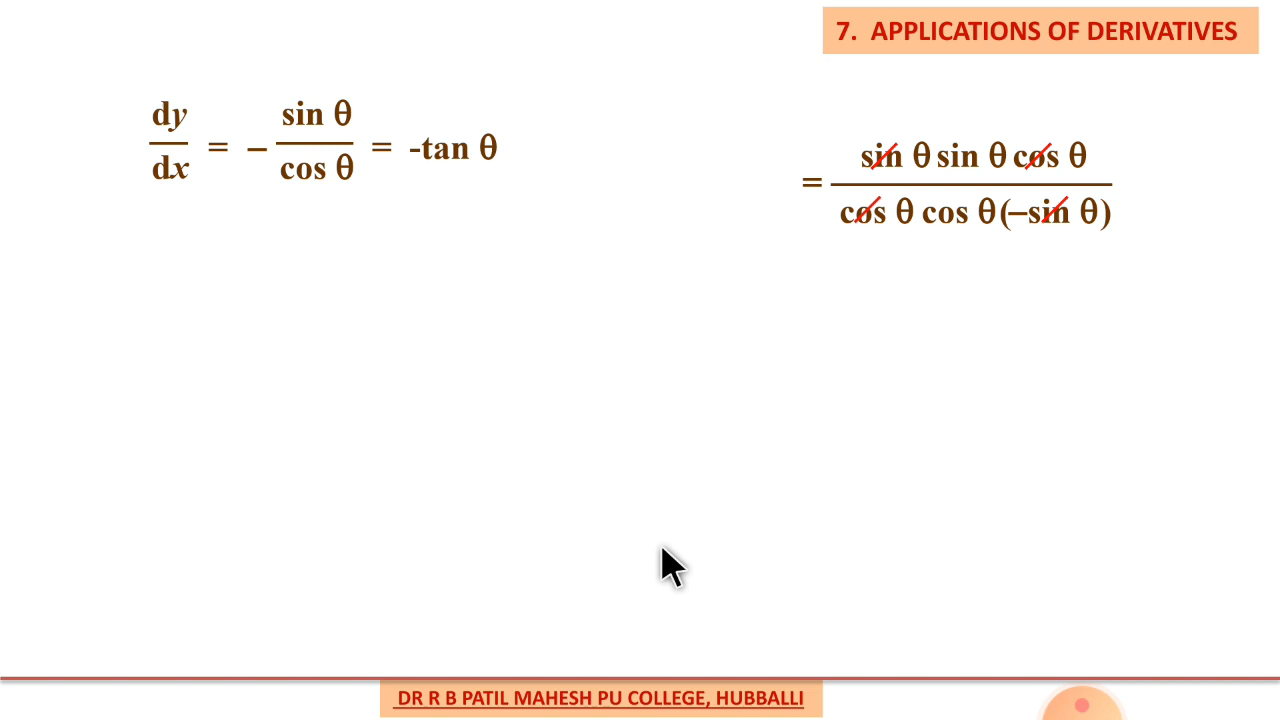 7. APPLICATIONS OF DERIVATIVES
dy/dx = – sin θ/cos θ = -tan θ
= sin θ sin θ cos θ/cos θ cos θ (–sin θ)
DR R B PATIL MAHESH PU COLLEGE, HUBBALLI